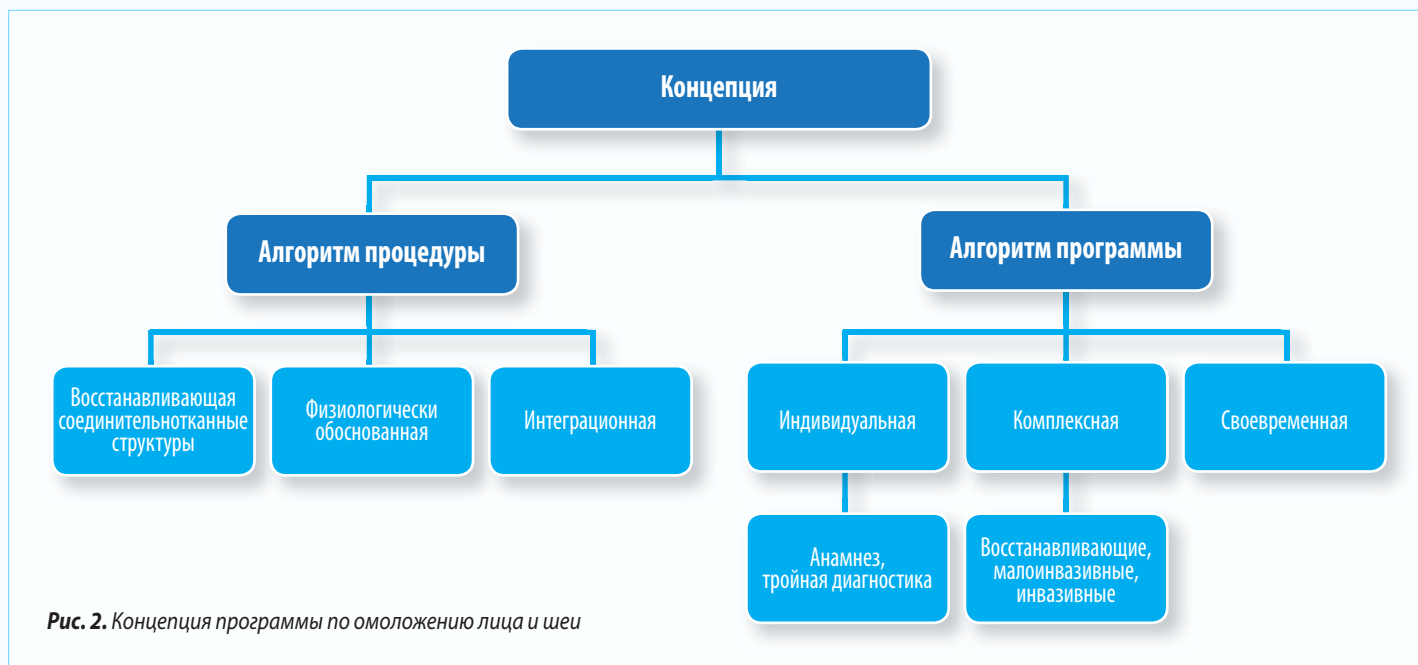 Концепция
Алгоритм процедуры
Алгоритм программы
Восстанавливающая
соединительнотканные
структуры
Физиологически
обоснованная
Интеграционная
Индивидуальная
Комплексная
Своевременная
Анамнез,
тройная диагностика
Восстанавливающие,
малоинвазивные,
инвазивные
Рис. 2. Концепция программы по омоложению лица и шеи